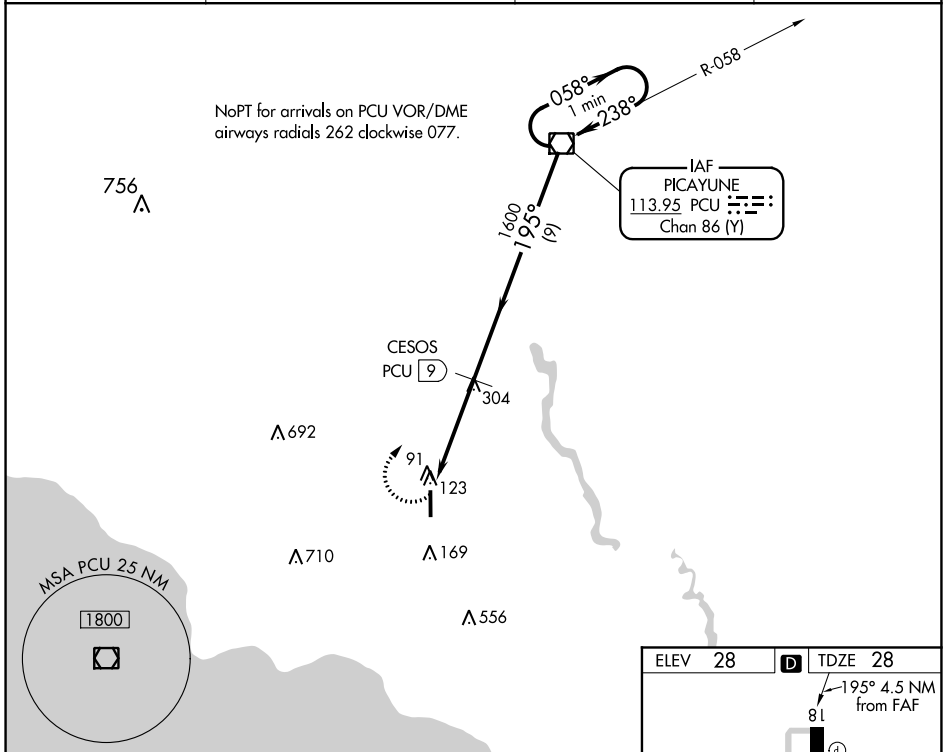 R-058
058°
1 min
238°
NoPT for arrivals on PCU VOR/DME
airways radials 262 clockwise 077.
IAF
PICAYUNE
113.95 PCU
Chan 86 (Y)
756
1600
195°
(9)
CESOS
PCU 9
304
692
91
123
710
169
556
MSA PCU 25 NM
1800
ELEV 28 D TDZE 28
195° 4.5 NM
from FAF
18
d